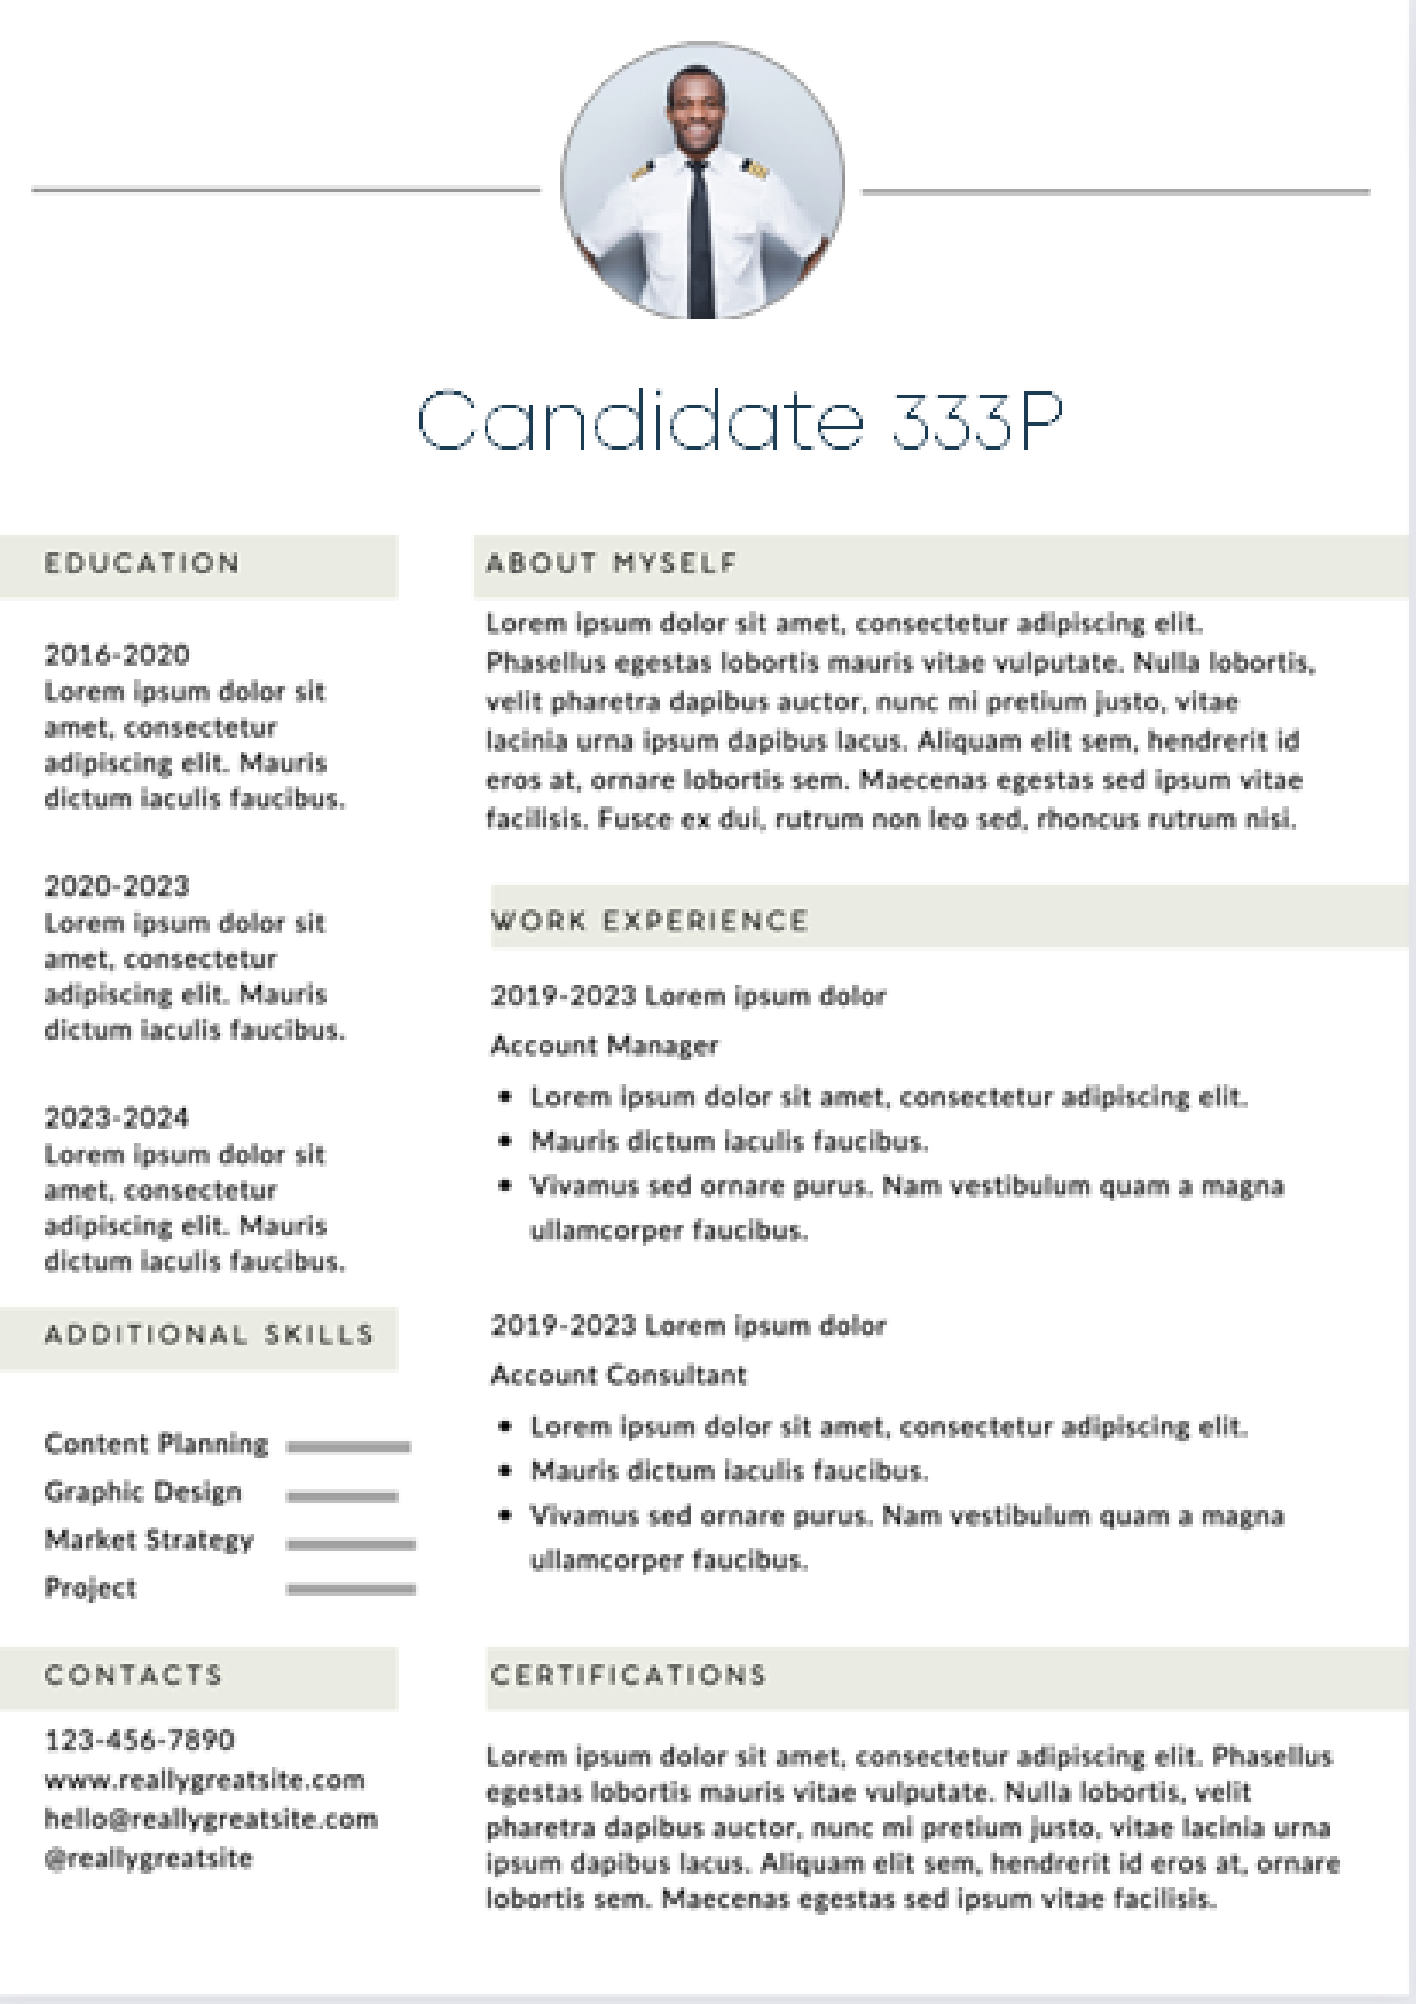 Candidate 333P
EDUCATION
2016-2020
Lorem ipsum dolor sit
amet, consectetur
adipiscing elit. Mauris
dictum iaculis faucibus.
2020-2023
Lorem ipsum dolor sit
amet, consectetur
adipiscing elit. Mauris
dictum iaculis faucibus.
2023-2024
Lorem ipsum dolor sit
amet, consectetur
adipiscing elit. Mauris
dictum iaculis faucibus.
ADDITIONAL SKILLS
Content Planning
Graphic Design
Market Strategy
Project
CONTACTS
123-456-7890
www.reallygreatsite.com
hello@reallygreatsite.com
@reallygreatsite
ABOUT MYSELF
Lorem ipsum dolor sit amet, consectetur adipiscing elit.
Phasellus egestas lobortis mauris vitae vulputate. Nulla lobortis,
velit pharetra dapibus auctor, nunc mi pretium justo, vitae
lacinia urna ipsum dapibus lacus. Aliquam elit sem, hendrerit id
eros at, ornare lobortis sem. Maecenas egestas sed ipsum vitae
facilisis. Fusce ex dui, rutrum non leo sed, rhoncus rutrum nisi.
WORK EXPERIENCE
2019-2023 Lorem ipsum dolor
Account Manager
• Lorem ipsum dolor sit amet, consectetur adipiscing elit.
• Mauris dictum iaculis faucibus.
• Vivamus sed ornare purus. Nam vestibulum quam a magna
ullamcorper faucibus.
2019-2023 Lorem ipsum dolor
Account Consultant
• Lorem ipsum dolor sit amet, consectetur adipiscing elit.
• Mauris dictum iaculis faucibus.
• Vivamus sed ornare purus. Nam vestibulum quam a magna
ullamcorper faucibus.
CERTIFICATIONS
Lorem ipsum dolor sit amet, consectetur adipiscing elit. Phasellus
egestas lobortis mauris vitae vulputate. Nulla lobortis, velit
pharetra dapibus auctor, nunc mi pretium justo, vitae lacinia urna
ipsum dapibus lacus. Aliquam elit sem, hendrerit id eros at, ornare
lobortis sem. Maecenas egestas sed ipsum vitae facilisis.